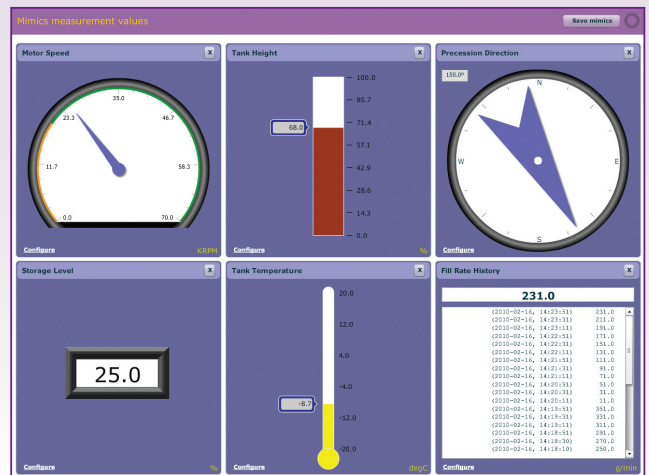 Mimics measurement values
Save mimics
Motor Speed X
35.0
23.3 46.7
11.7 58.3
0.0 70.0
Configure KRPM
Tank Height X
100.0
85.7
71.4
68.0
57.1
42.9
28.6
14.3
0.0
Configure %
Precession Direction X
150.0º
N
W E
S
Configure
Storage Level X
25.0
Configure %
Tank Temperature X
20.0
12.0
4.0
-4.0
-8.7
-12.0
-20.0
Configure degC
Fill Rate History X
231.0
(2010-02-16, 14:23:51) 231.0
(2010-02-16, 14:23:31) 211.0
(2010-02-16, 14:23:11) 191.0
(2010-02-16, 14:22:51) 171.0
(2010-02-16, 14:22:31) 151.0
(2010-02-16, 14:22:11) 131.0
(2010-02-16, 14:21:51) 111.0
(2010-02-16, 14:21:31) 91.0
(2010-02-16, 14:21:11) 71.0
(2010-02-16, 14:20:51) 51.0
(2010-02-16, 14:20:31) 31.0
(2010-02-16, 14:20:11) 11.0
(2010-02-16, 14:19:51) 351.0
(2010-02-16, 14:19:31) 331.0
(2010-02-16, 14:19:11) 311.0
(2010-02-16, 14:18:51) 291.0
(2010-02-16, 14:18:30) 270.0
(2010-02-16, 14:18:10) 250.0
Configure g/min